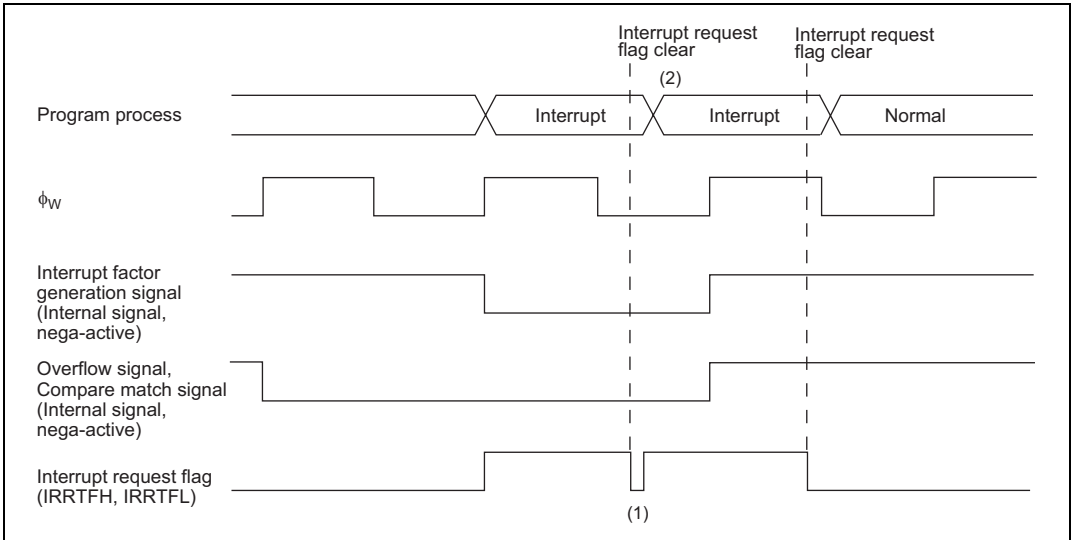 Interrupt request
flag clear
Interrupt request
flag clear
(2)
Program process
Interrupt
Interrupt
Normal
ϕW
Interrupt factor
generation signal
(Internal signal,
nega-active)
Overflow signal,
Compare match signal
(Internal signal,
nega-active)
Interrupt request flag
(IRRTFH, IRRTFL)
(1)